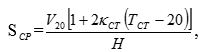 S_CP = V_20 [1 + 2κ_CT (T_CT − 20)] / H ,